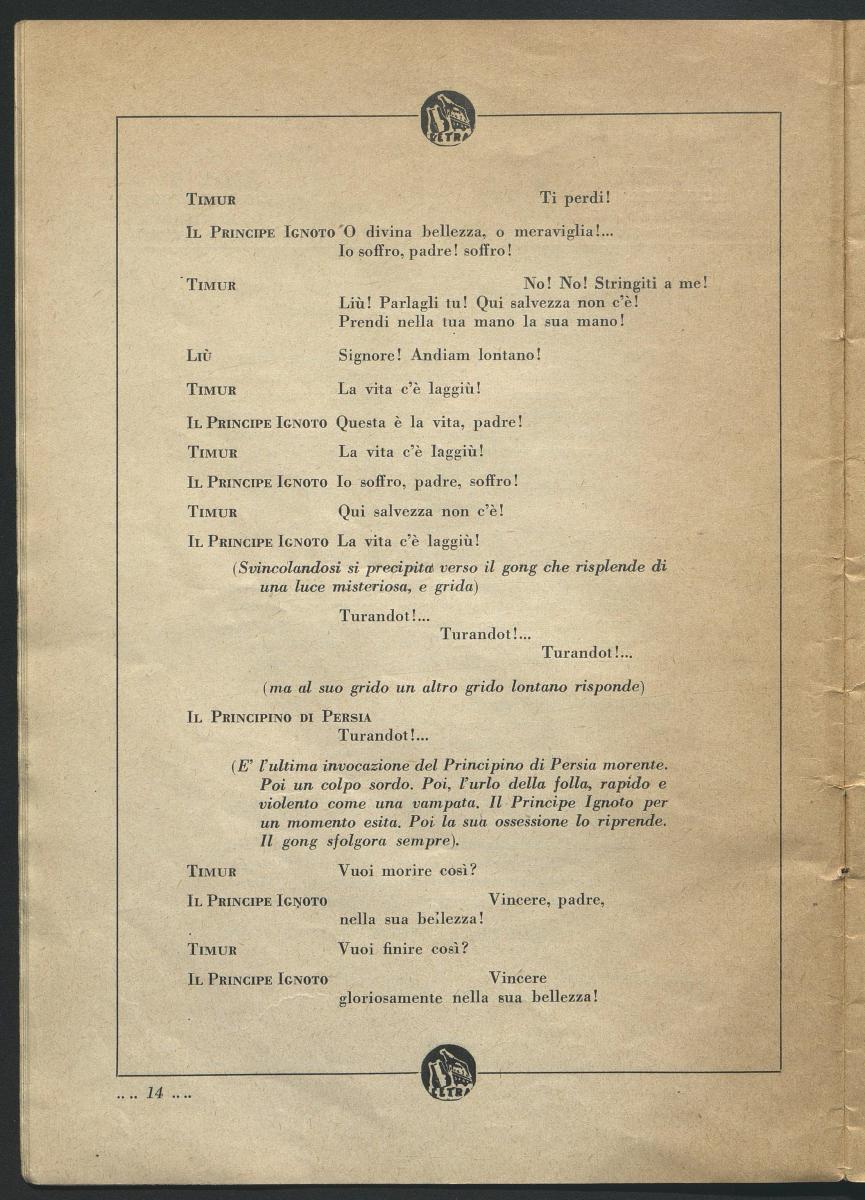 CETRA
TIMUR Ti perdi!
IL PRINCIPE IGNOTO O divina bellezza, o meraviglia!...
Io soffro, padre! soffro!
TIMUR No! No! Stringiti a me!
Liù! Parlagli tu! Qui salvezza non c'è!
Prendi nella tua mano la sua mano!
LIÙ Signore! Andiam lontano!
TIMUR La vita c'è laggiù!
IL PRINCIPE IGNOTO Questa è la vita, padre!
TIMUR La vita c'è laggiù!
IL PRINCIPE IGNOTO Io soffro, padre, soffro!
TIMUR Qui salvezza non c'è!
IL PRINCIPE IGNOTO La vita c'è laggiù!
(Svincolandosi si precipita verso il gong che risplende di
una luce misteriosa, e grida)
Turandot!...
Turandot!...
Turandot!...
(ma al suo grido un altro grido lontano risponde)
IL PRINCIPINO DI PERSIA
Turandot!...
(E' l'ultima invocazione del Principino di Persia morente.
Poi un colpo sordo. Poi, l'urlo della folla, rapido e
violento come una vampata. Il Principe Ignoto per
un momento esita. Poi la sua ossessione lo riprende.
Il gong sfolgora sempre).
TIMUR Vuoi morire così?
IL PRINCIPE IGNOTO Vincere, padre,
nella sua bellezza!
TIMUR Vuoi finire così?
IL PRINCIPE IGNOTO Vincere
gloriosamente nella sua bellezza!
CETRA
.... 14 ....